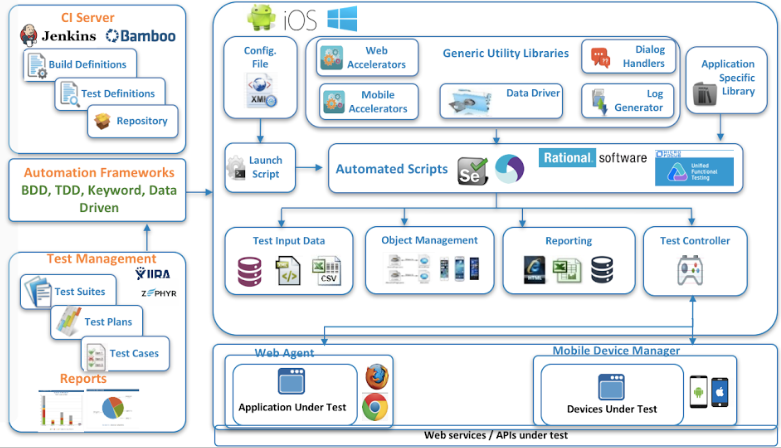 CI Server
Jenkins
Bamboo
Build Definitions
Test Definitions
Repository
Automation Frameworks
BDD, TDD, Keyword, Data
Driven
Test Management
JIRA
ZEPHYR
Test Suites
Test Plans
Test Cases
Reports
iOS
Config.
File
XML
Generic Utility Libraries
Web
Accelerators
Mobile
Accelerators
Data Driver
Dialog
Handlers
Log
Generator
Application
Specific
Library
Launch
Script
Automated Scripts
Se
Rational. software
Unified
Functional
Testing
Test Input Data
CSV
Object Management
Reporting
HTML
Test Controller
Web Agent
Application Under Test
Mobile Device Manager
Devices Under Test
Web services / APIs under test